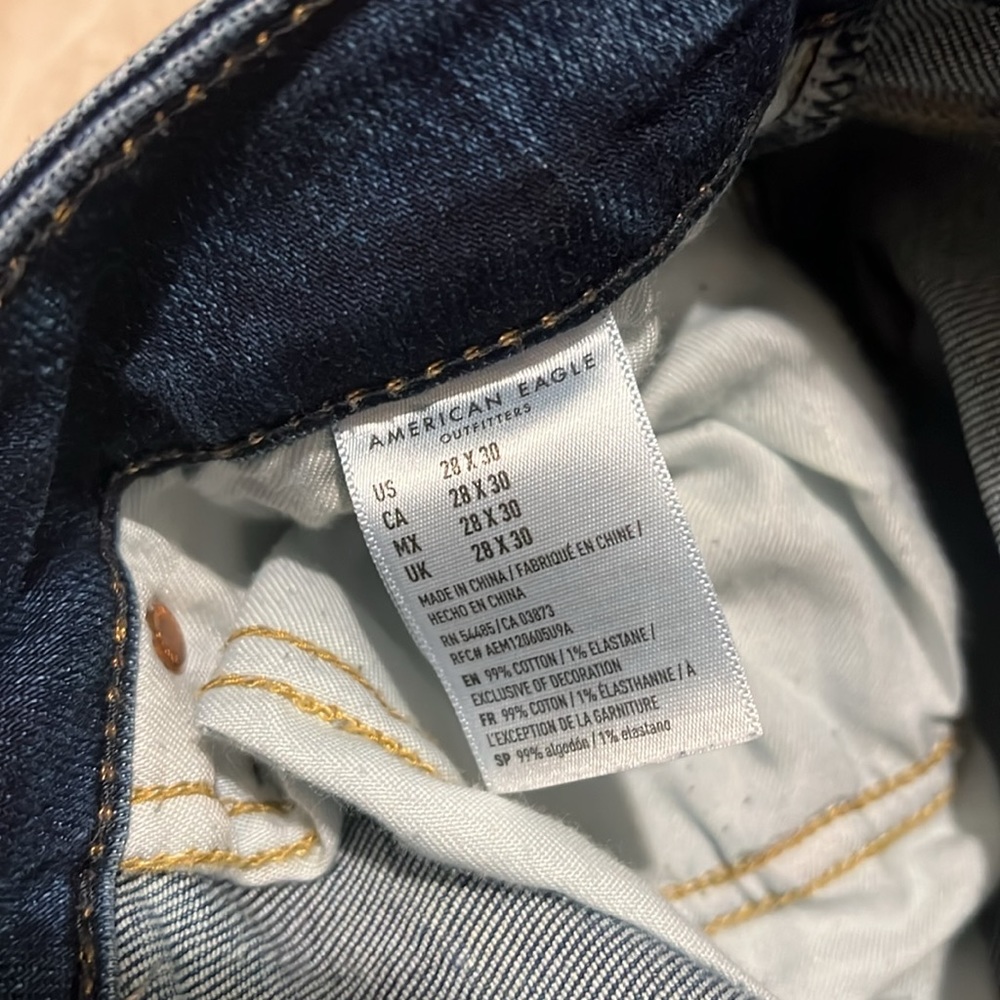 AMERICAN EAGLE
OUTFITTERS
US 28 X 30
CA 28 X 30
MX 28 X 30
UK 28 X 30
MADE IN CHINA / FABRIQUÉ EN CHINE /
HECHO EN CHINA
RN 54485 / CA 03873
RFC# AEM120605U9A
EN 99% COTTON / 1% ELASTANE /
EXCLUSIVE OF DECORATION
FR 99% COTON / 1% ÉLASTHANNE / À
L'EXCEPTION DE LA GARNITURE
SP 99% algodón / 1% elastano